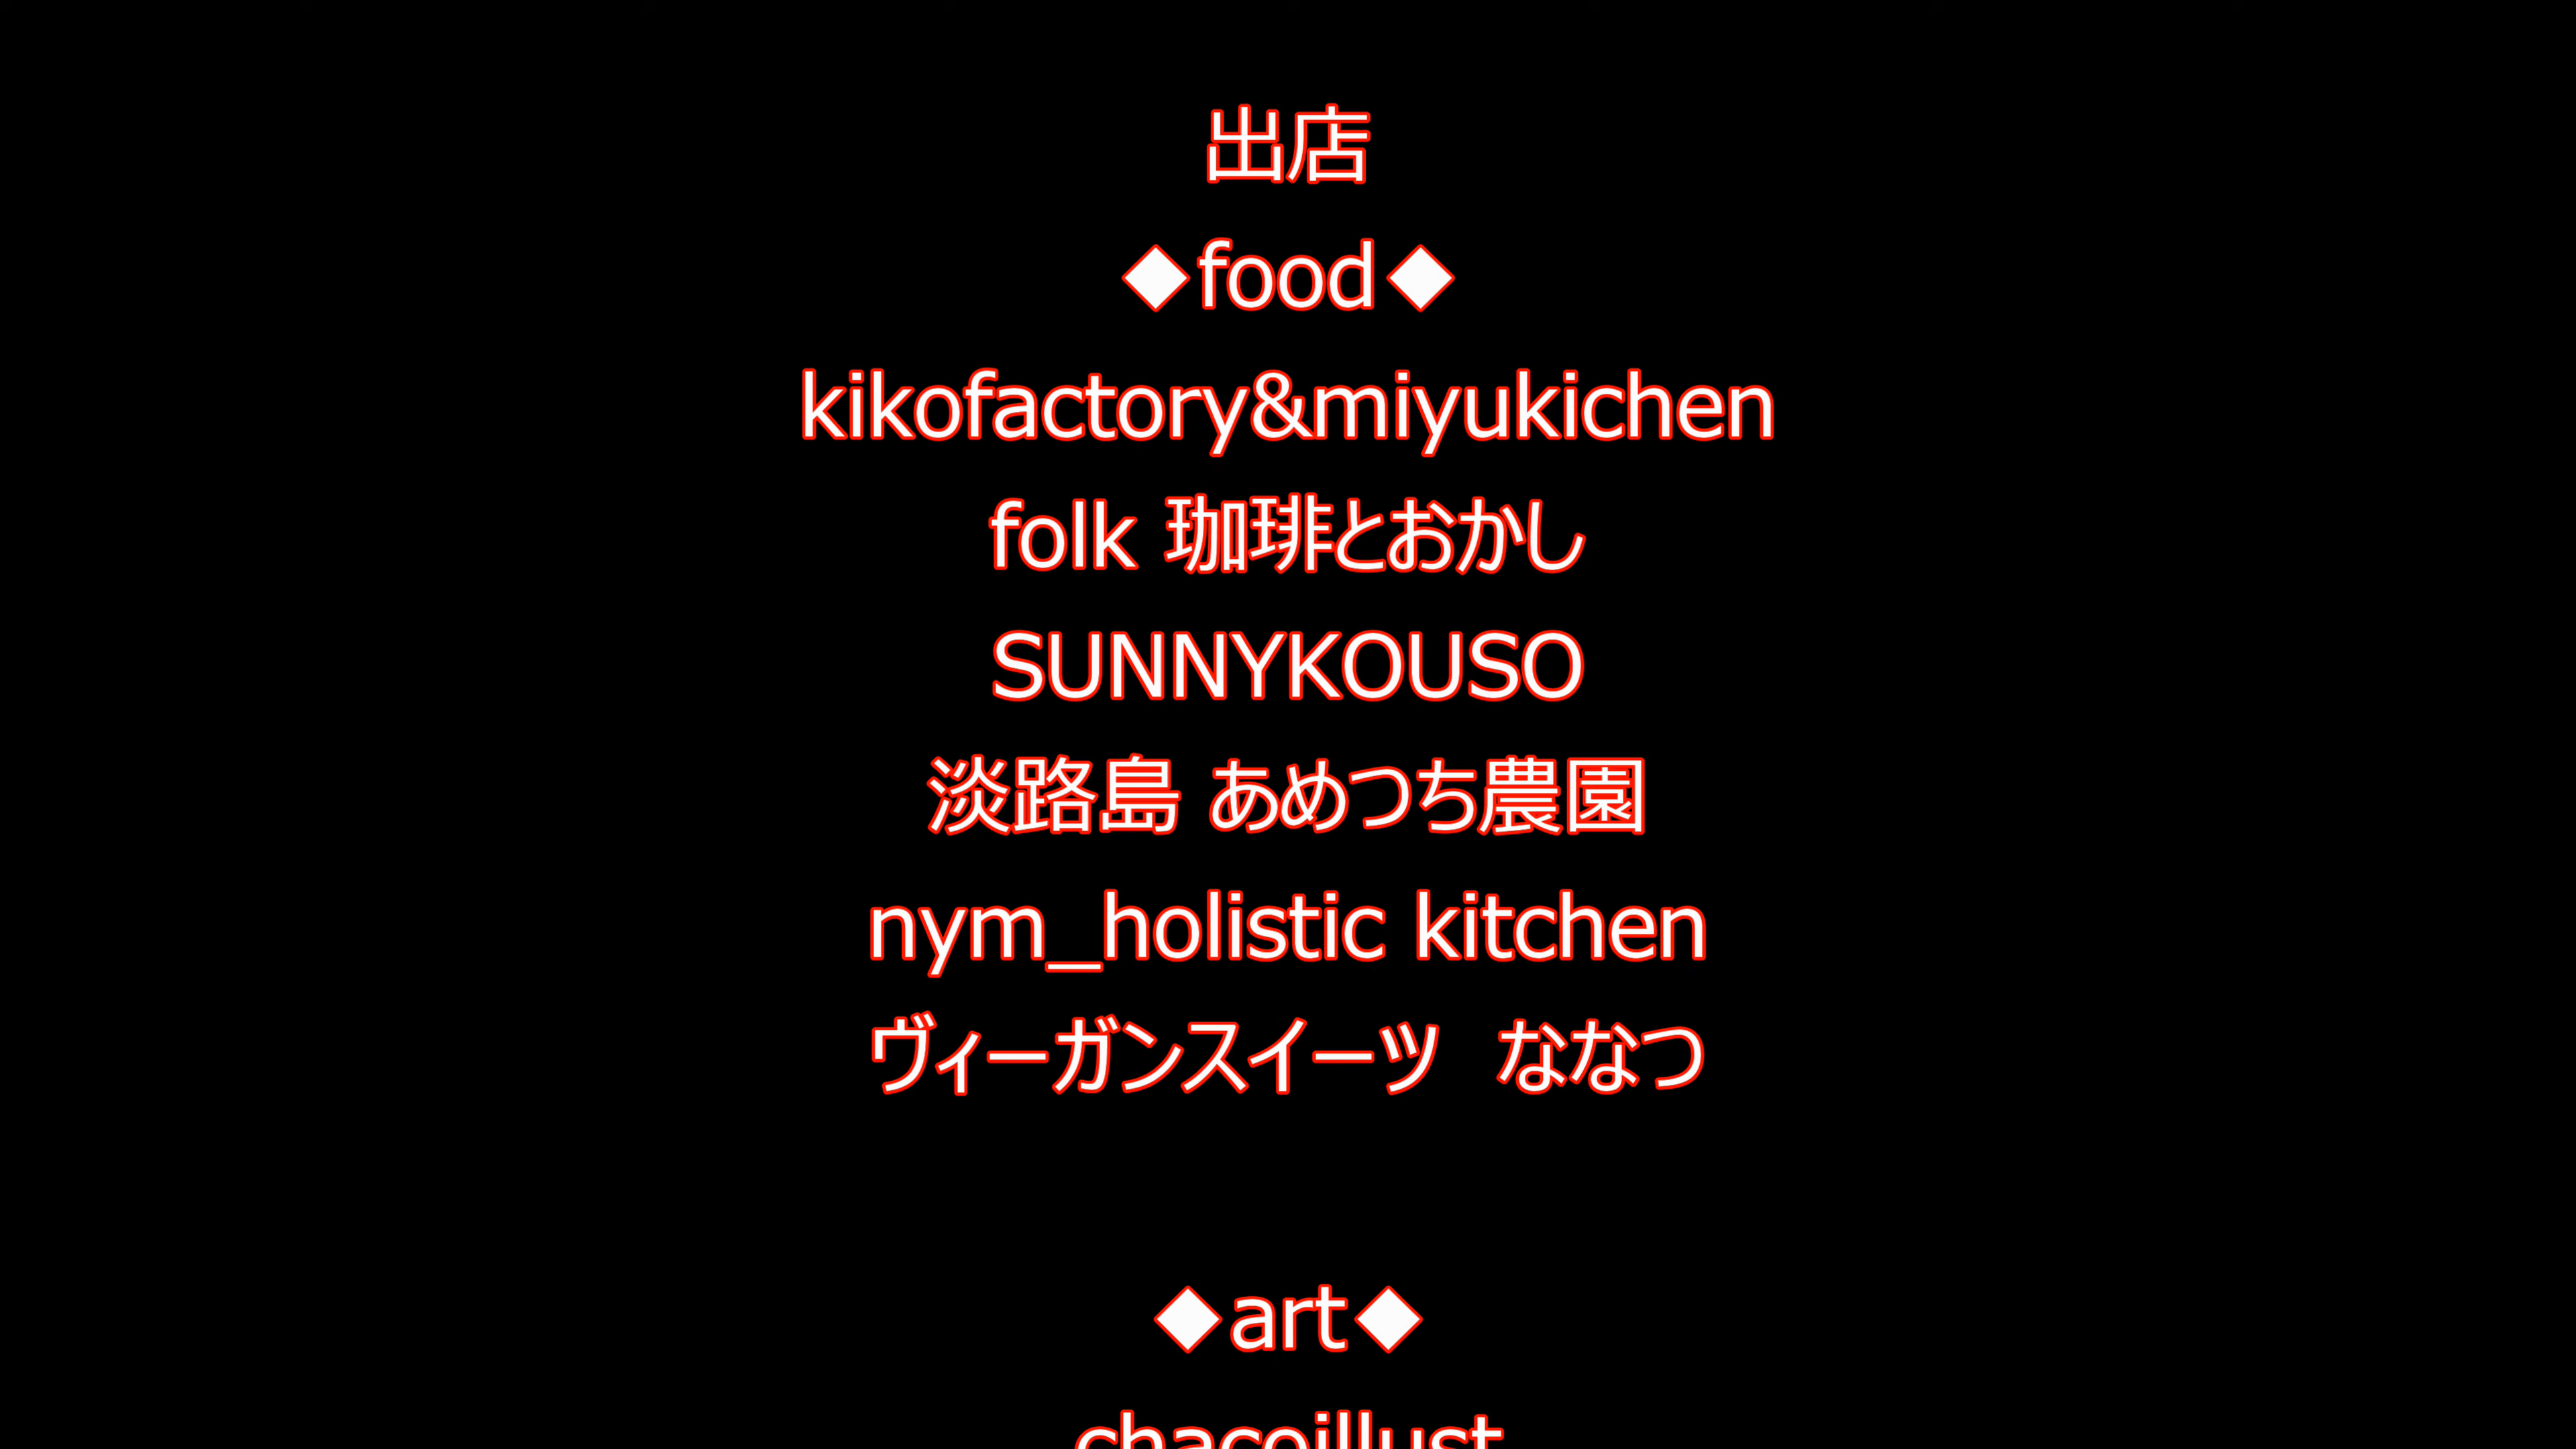 出店
◆food◆
kikofactory&miyukichen
folk 珈琲とおかし
SUNNYKOUSO
淡路島 あめつち農園
nym_holistic kitchen
ヴィーガンスイーツ　ななつ
◆art◆